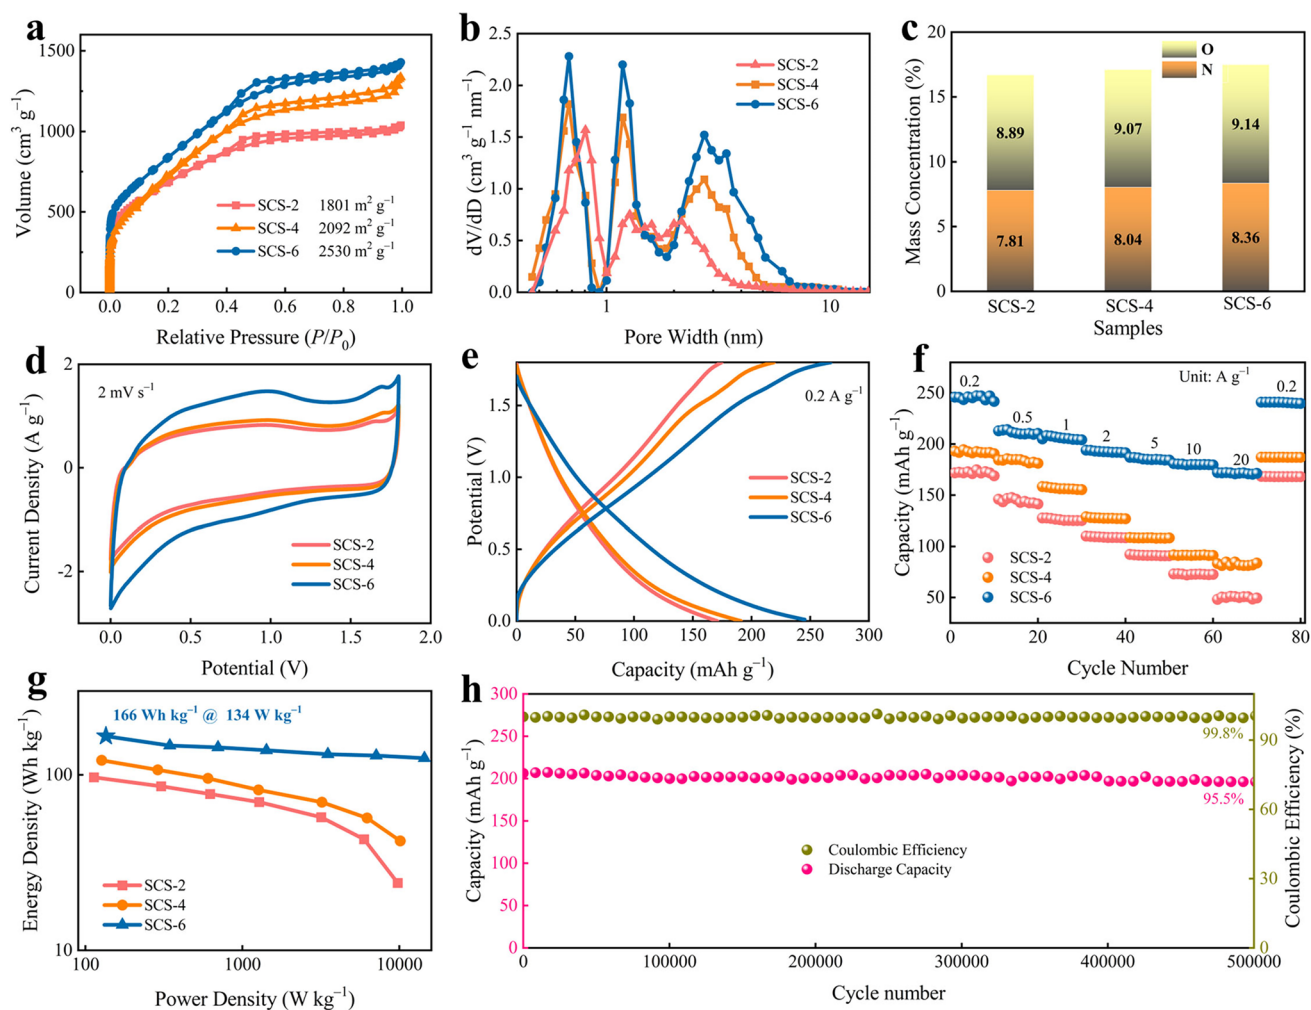 a
Volume (cm³ g⁻¹)
1500
1000
500
0
0.0 0.2 0.4 0.6 0.8 1.0
Relative Pressure (P/P₀)
SCS-2 1801 m² g⁻¹
SCS-4 2092 m² g⁻¹
SCS-6 2530 m² g⁻¹
b
dV/dD (cm³ g⁻¹ nm⁻¹)
2.5
2.0
1.5
1.0
0.5
0.0
1 10
Pore Width (nm)
SCS-2
SCS-4
SCS-6
c
Mass Concentration (%)
20
15
10
5
0
O
N
8.89 9.07 9.14
7.81 8.04 8.36
SCS-2 SCS-4 SCS-6
Samples
d
Current Density (A g⁻¹)
2
0
-2
2 mV s⁻¹
SCS-2
SCS-4
SCS-6
0.0 0.5 1.0 1.5 2.0
Potential (V)
e
Potential (V)
1.5
1.0
0.5
0.0
0.2 A g⁻¹
SCS-2
SCS-4
SCS-6
0 50 100 150 200 250 300
Capacity (mAh g⁻¹)
f
Capacity (mAh g⁻¹)
250
200
150
100
50
Unit: A g⁻¹
0.2 0.5 1 2 5 10 20 0.2
SCS-2
SCS-4
SCS-6
0 20 40 60 80
Cycle Number
g
Energy Density (Wh kg⁻¹)
100
10
166 Wh kg⁻¹ @ 134 W kg⁻¹
SCS-2
SCS-4
SCS-6
100 1000 10000
Power Density (W kg⁻¹)
h
Capacity (mAh g⁻¹)
300
250
200
150
100
50
0
99.8%
95.5%
Coulombic Efficiency
Discharge Capacity
0 100000 200000 300000 400000 500000
Cycle number
90
60
30
0
Coulombic Efficiency (%)